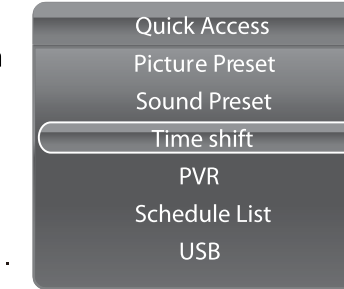 Quick Access
Picture Preset
Sound Preset
Time shift
PVR
Schedule List
USB